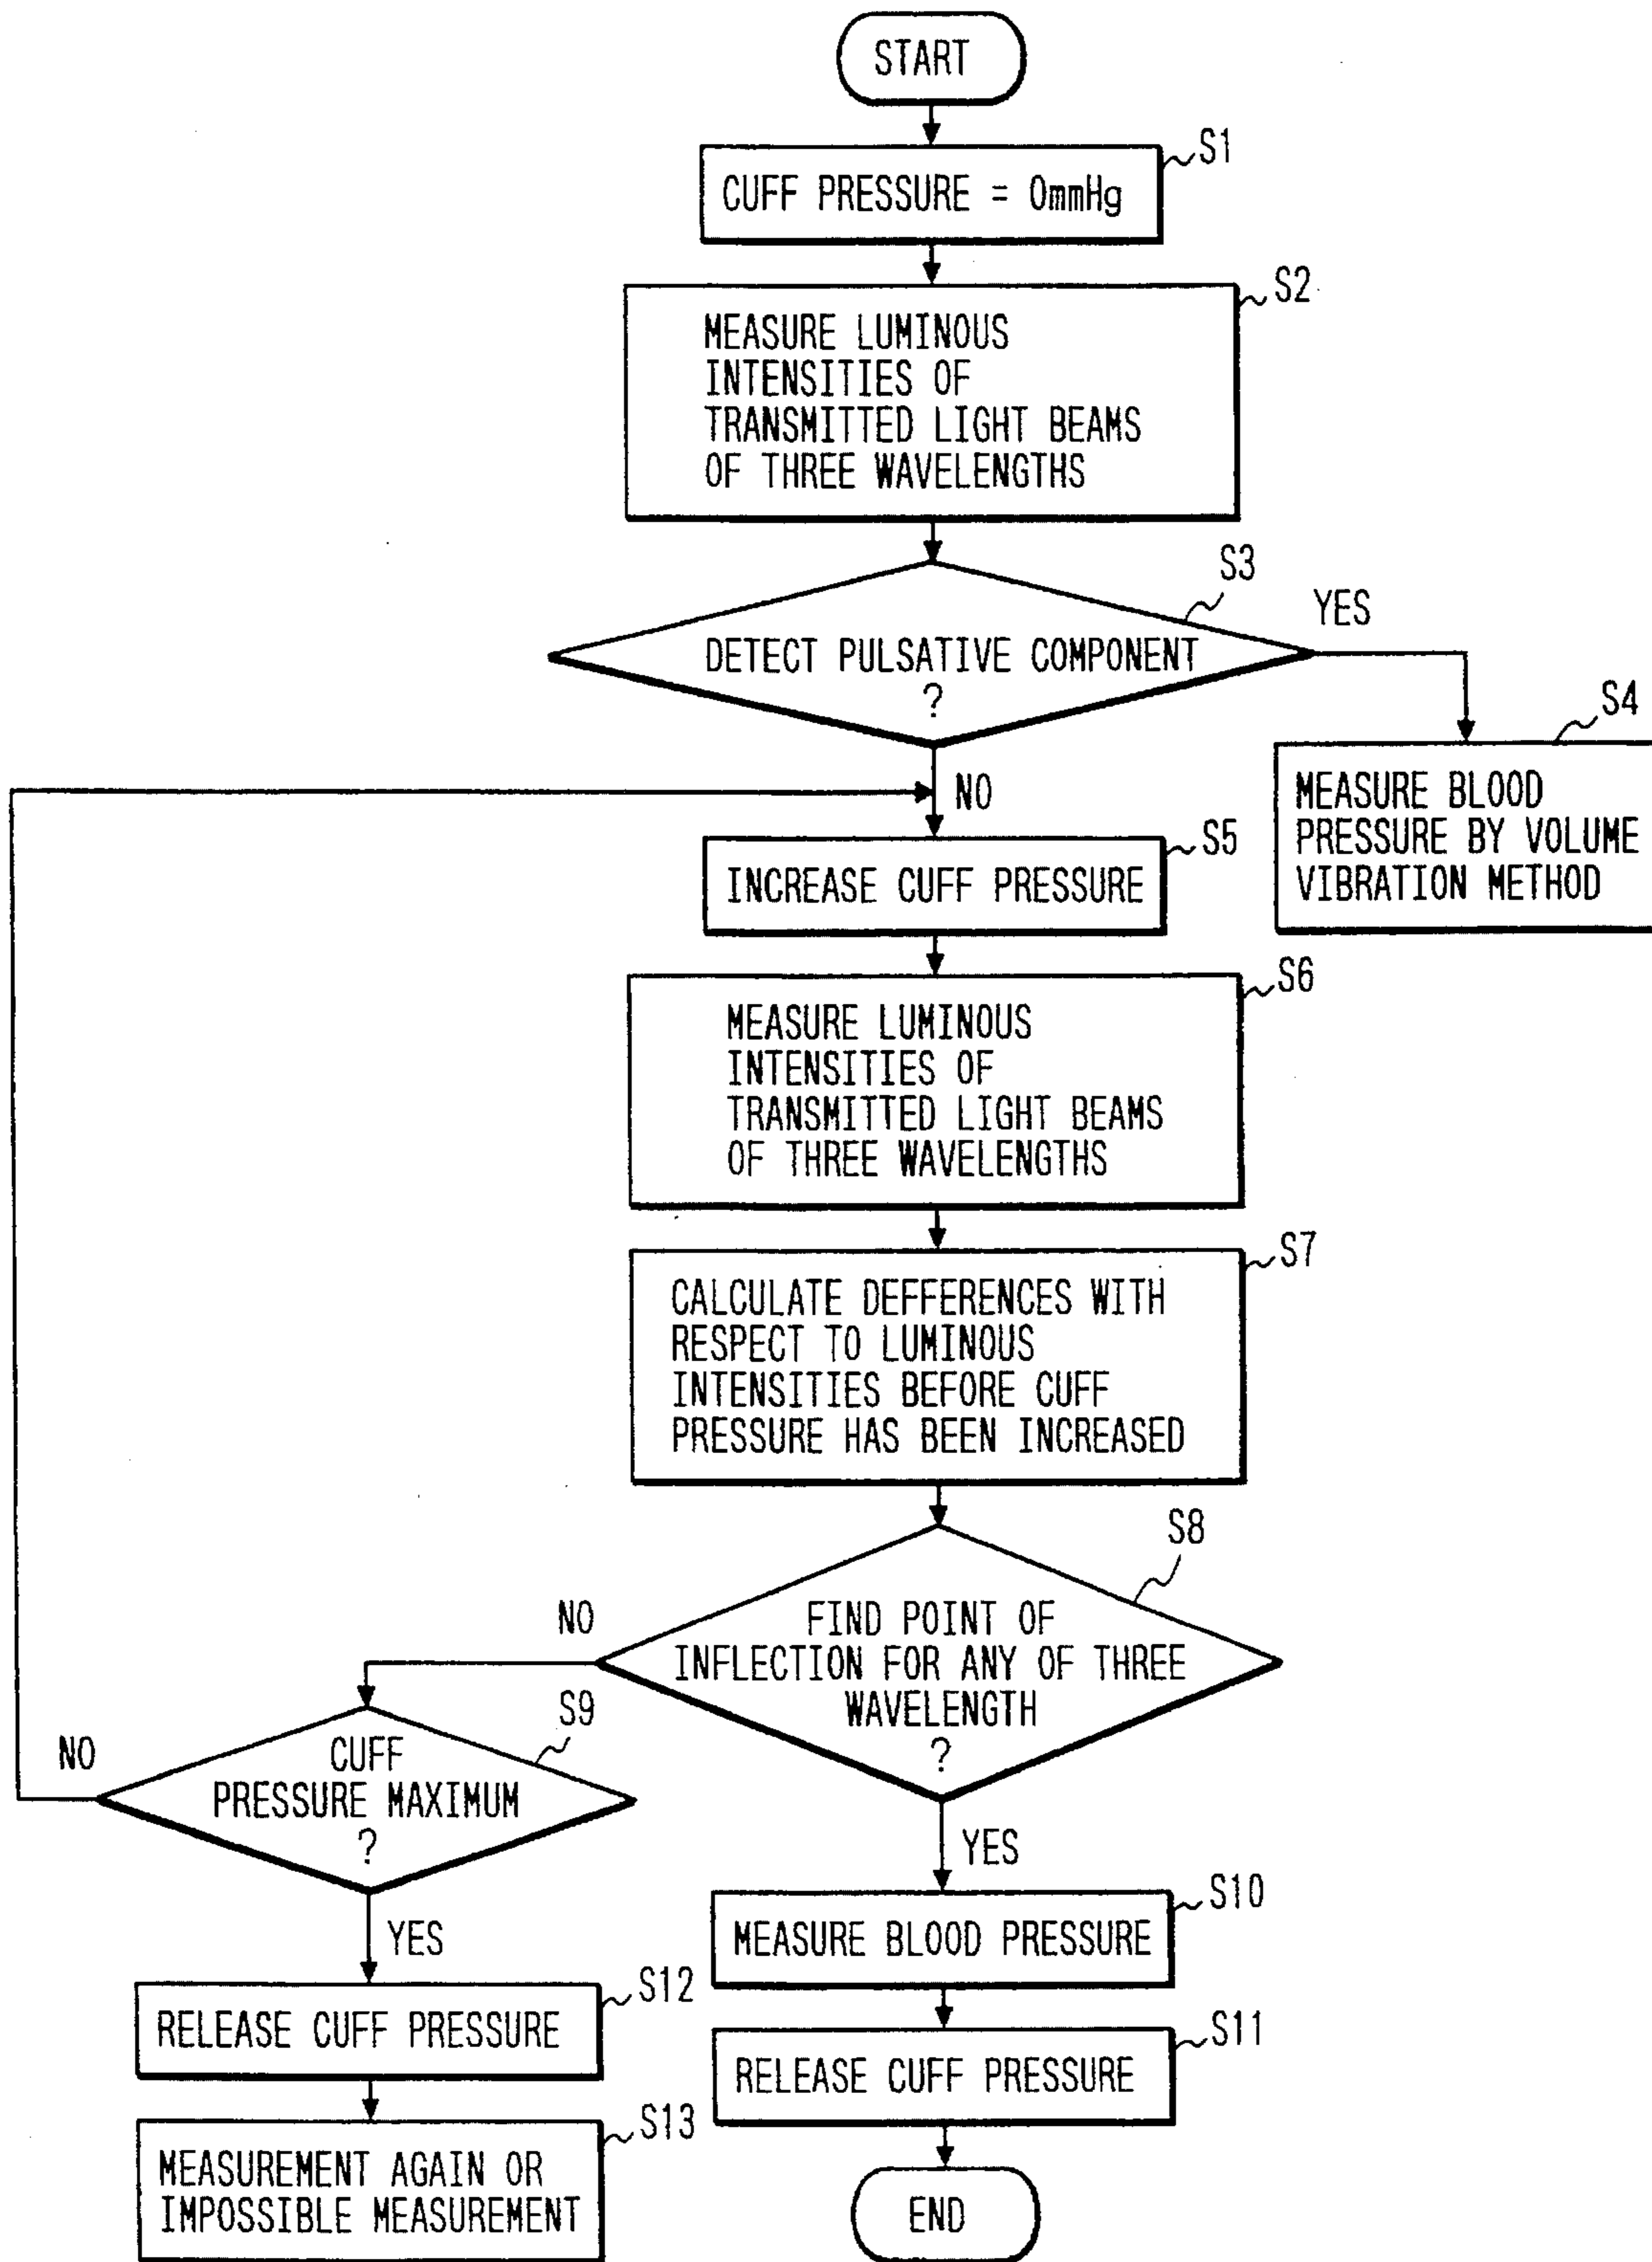 START
S1
CUFF PRESSURE = 0mmHg
S2
MEASURE LUMINOUS
INTENSITIES OF
TRANSMITTED LIGHT BEAMS
OF THREE WAVELENGTHS
S3
YES
DETECT PULSATIVE COMPONENT
?
S4
MEASURE BLOOD
PRESSURE BY VOLUME
VIBRATION METHOD
NO
S5
INCREASE CUFF PRESSURE
S6
MEASURE LUMINOUS
INTENSITIES OF
TRANSMITTED LIGHT BEAMS
OF THREE WAVELENGTHS
S7
CALCULATE DEFFERENCES WITH
RESPECT TO LUMINOUS
INTENSITIES BEFORE CUFF
PRESSURE HAS BEEN INCREASED
S8
NO
FIND POINT OF
INFLECTION FOR ANY OF THREE
WAVELENGTH
?
S9
NO
CUFF
PRESSURE MAXIMUM
?
YES
S10
MEASURE BLOOD PRESSURE
YES
S12
RELEASE CUFF PRESSURE
S11
RELEASE CUFF PRESSURE
S13
MEASUREMENT AGAIN OR
IMPOSSIBLE MEASUREMENT
END